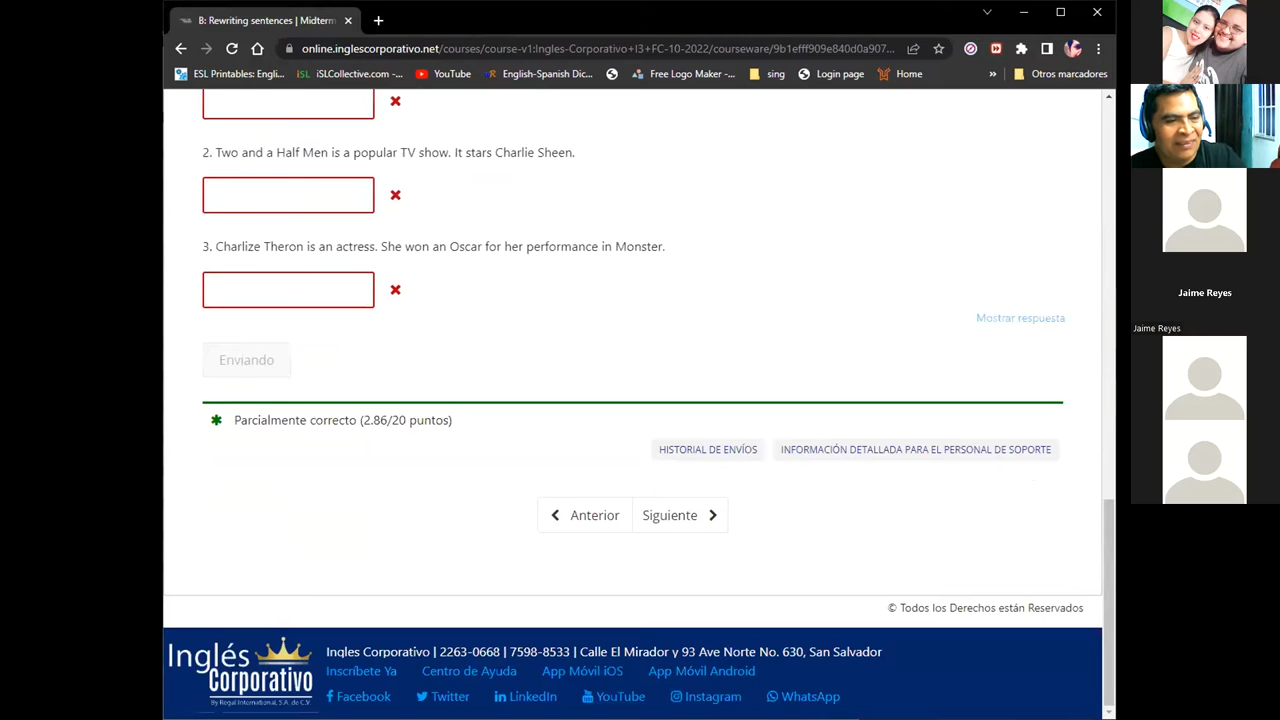 B: Rewriting sentences | Midterm
online.inglescorporativo.net/courses/course-v1:Ingles-Corporativo+I3+FC-10-2022/courseware/9b1efff909e840d0a907...
ESL Printables: Engli...
iSLCollective.com -...
YouTube
English-Spanish Dic...
Free Logo Maker -...
sing
Login page
Home
»
Otros marcadores
2. Two and a Half Men is a popular TV show. It stars Charlie Sheen.
3. Charlize Theron is an actress. She won an Oscar for her performance in Monster.
Mostrar respuesta
Enviando
Parcialmente correcto (2.86/20 puntos)
HISTORIAL DE ENVÍOS
INFORMACIÓN DETALLADA PARA EL PERSONAL DE SOPORTE
Anterior
Siguiente
© Todos los Derechos están Reservados
Inglés Corporativo
By Regal International, S.A. de C.V.
Ingles Corporativo | 2263-0668 | 7598-8533 | Calle El Mirador y 93 Ave Norte No. 630, San Salvador
Inscríbete Ya
Centro de Ayuda
App Móvil iOS
App Móvil Android
Facebook
Twitter
LinkedIn
YouTube
Instagram
WhatsApp
Jaime Reyes
Jaime Reyes